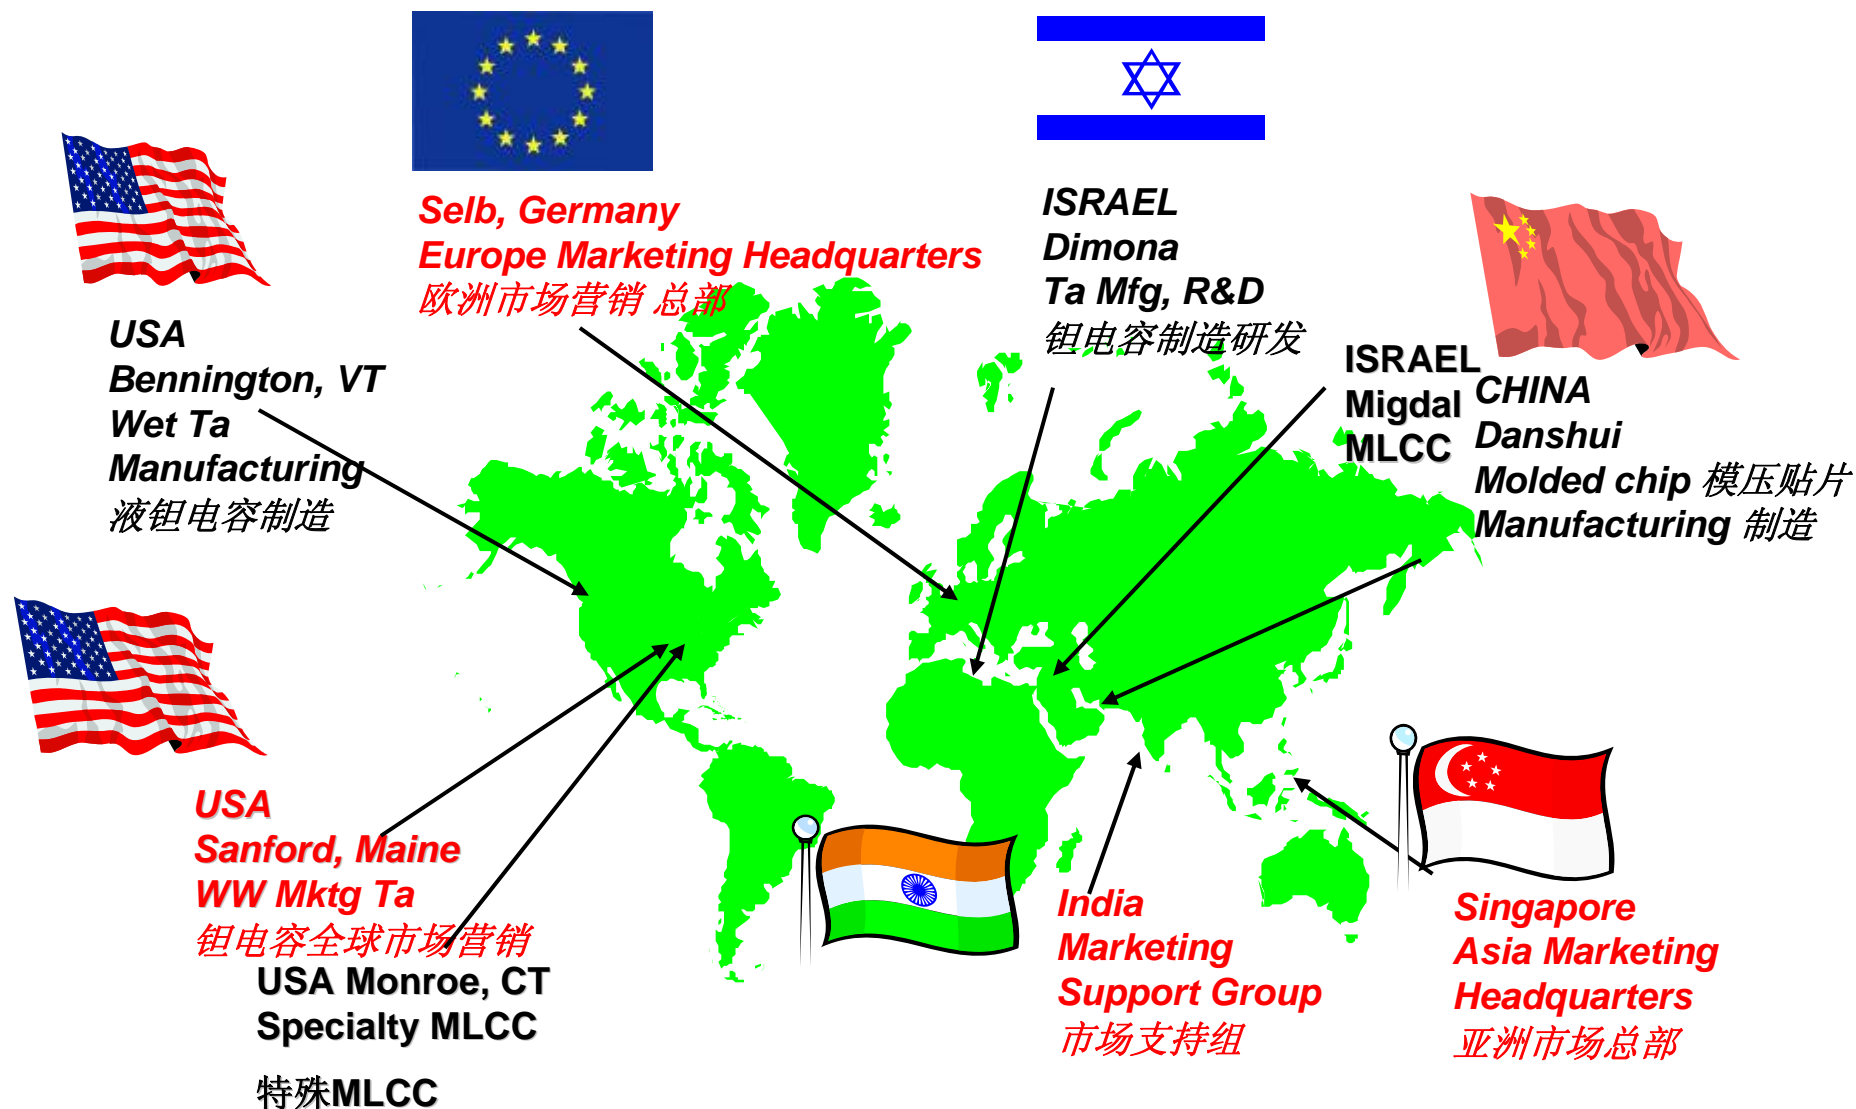 Selb, Germany
Europe Marketing Headquarters
欧洲市场营销 总部
ISRAEL
Dimona
Ta Mfg, R&D
钽电容制造研发
USA
Bennington, VT
Wet Ta
Manufacturing
液钽电容制造
ISRAEL
Migdal
MLCC
CHINA
Danshui
Molded chip 模压贴片
Manufacturing 制造
USA
Sanford, Maine
WW Mktg Ta
钽电容全球市场营销
USA Monroe, CT
Specialty MLCC
特殊MLCC
India
Marketing
Support Group
市场支持组
Singapore
Asia Marketing
Headquarters
亚洲市场总部